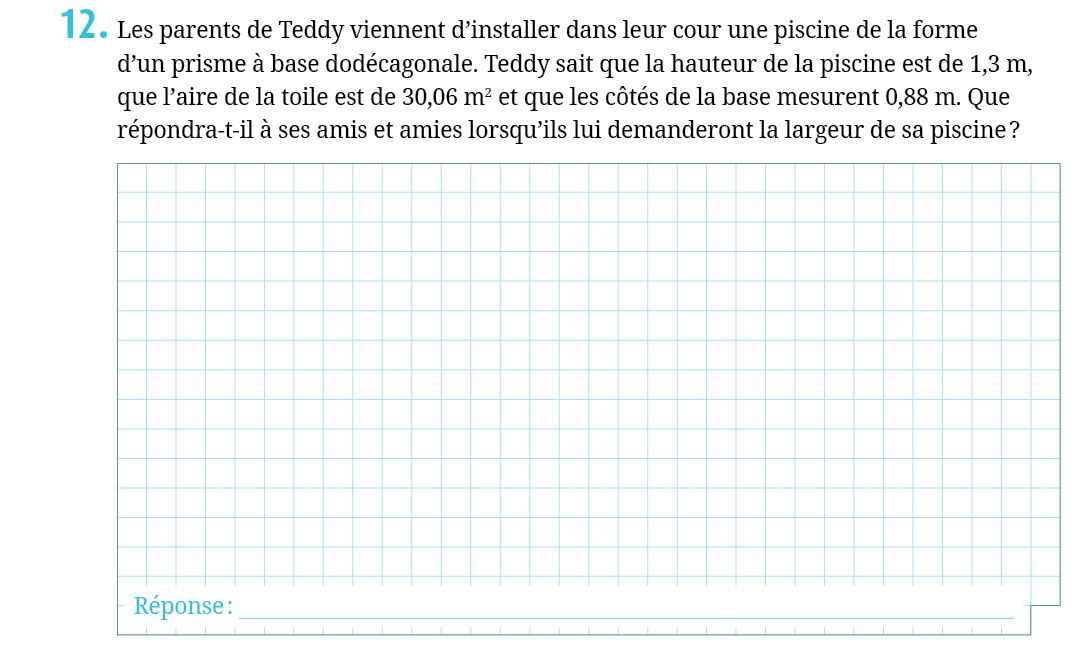 12. Les parents de Teddy viennent d’installer dans leur cour une piscine de la forme
d’un prisme à base dodécagonale. Teddy sait que la hauteur de la piscine est de 1,3 m,
que l’aire de la toile est de 30,06 m² et que les côtés de la base mesurent 0,88 m. Que
répondra-t-il à ses amis et amies lorsqu’ils lui demanderont la largeur de sa piscine ?
Réponse :